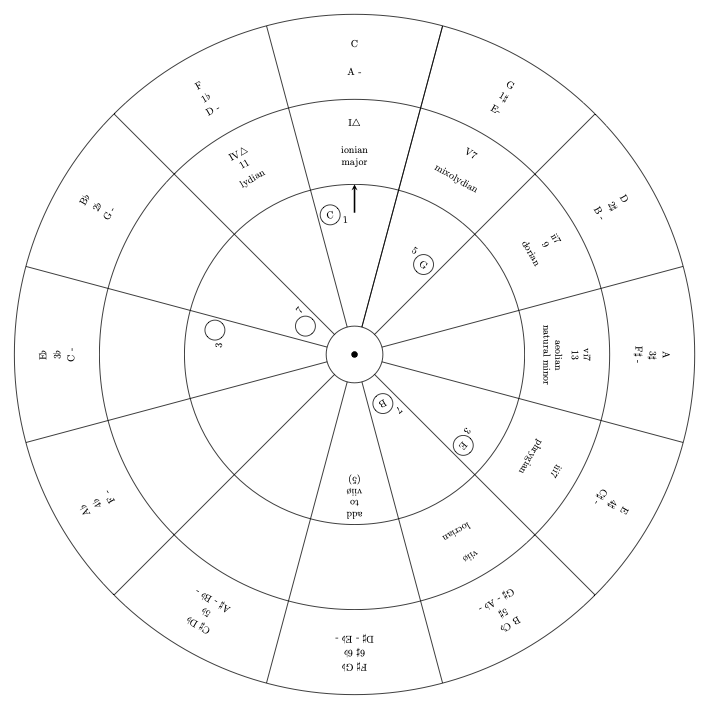 C
A -
G
1♯
E-
D
2♯
B -
A
3♯
F♯ -
E
4♯
C♯ -
B C♭
5♯
G♯ - A♭ -
F♯ G♭
6♯ 6♭
D♯ - E♭ -
C♯ D♭
5♭
A♯ - B♭ -
A♭
4♭
F -
E♭
3♭
C -
B♭
2♭
G -
F
1♭
D -
I△
ionian
major
V7
mixolydian
ii7
9
dorian
vi7
13
aeolian
natural minor
iii7
phrygian
viiø
locrian
IV△
11
lydian
C 1
G 5
E 3
B 7
add
to
viiø
(5)
3
7